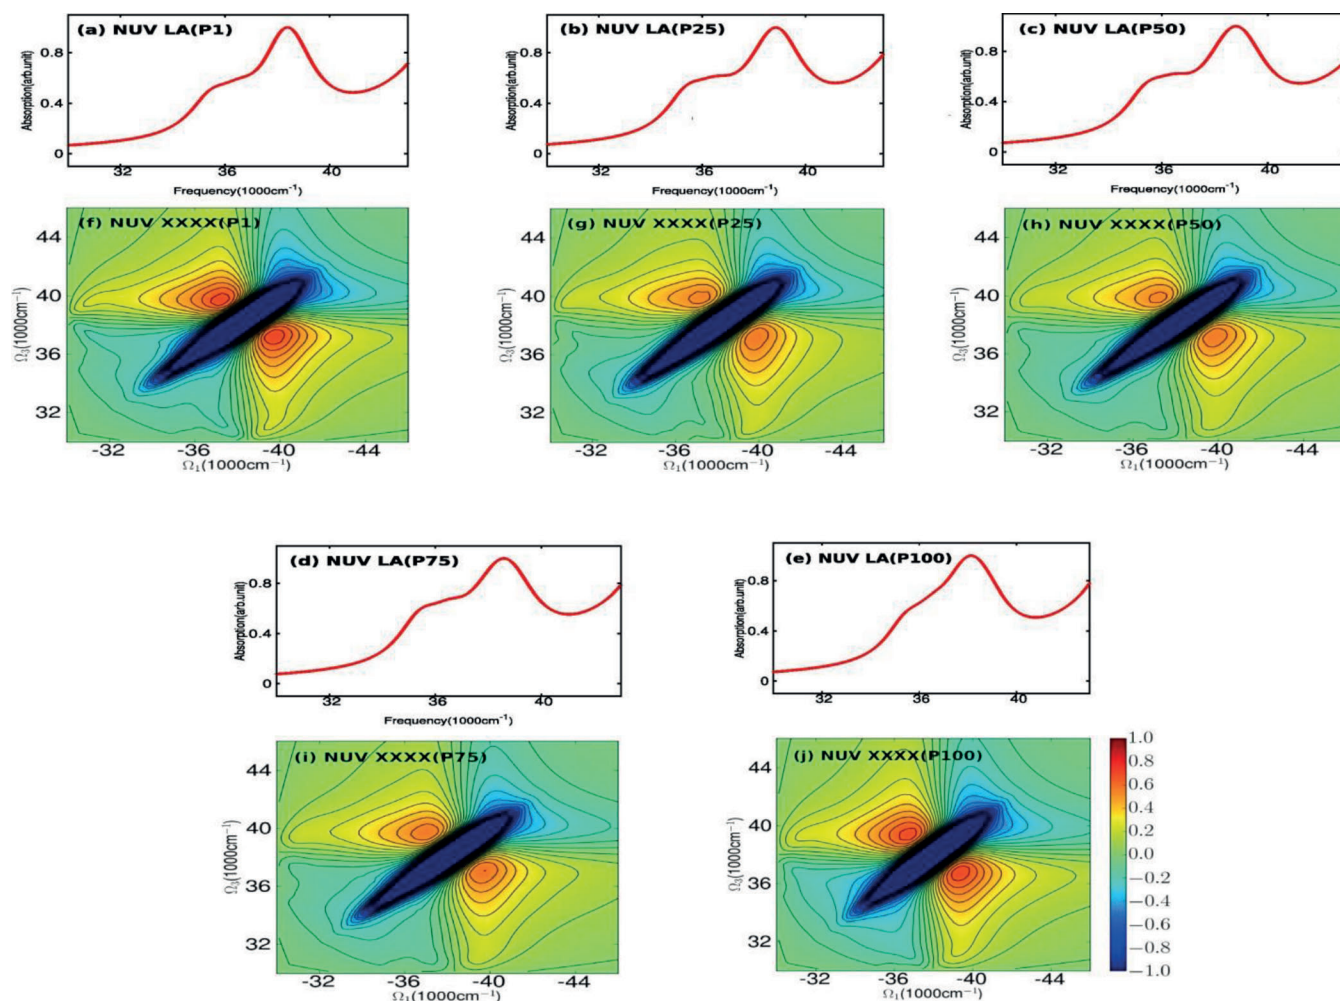 (a) NUV LA(P1)
Absorption(arb.unit)
0.8
0.4
0
32 36 40
Frequency(1000cm⁻¹)
(b) NUV LA(P25)
Absorption(arb.unit)
0.8
0.4
0
32 36 40
Frequency(1000cm⁻¹)
(c) NUV LA(P50)
Absorption(arb.unit)
0.8
0.4
0
32 36 40
Frequency(1000cm⁻¹)
(f) NUV XXXX(P1)
Ω₃(1000cm⁻¹)
44
40
36
32
-32 -36 -40 -44
Ω₁(1000cm⁻¹)
(g) NUV XXXX(P25)
Ω₃(1000cm⁻¹)
44
40
36
32
-32 -36 -40 -44
Ω₁(1000cm⁻¹)
(h) NUV XXXX(P50)
Ω₃(1000cm⁻¹)
44
40
36
32
-32 -36 -40 -44
Ω₁(1000cm⁻¹)
(d) NUV LA(P75)
Absorption(arb.unit)
0.8
0.4
0
32 36 40
Frequency(1000cm⁻¹)
(e) NUV LA(P100)
Absorption(arb.unit)
0.8
0.4
0
32 36 40
Frequency(1000cm⁻¹)
(i) NUV XXXX(P75)
Ω₃(1000cm⁻¹)
44
40
36
32
-32 -36 -40 -44
Ω₁(1000cm⁻¹)
(j) NUV XXXX(P100)
Ω₃(1000cm⁻¹)
44
40
36
32
-32 -36 -40 -44
Ω₁(1000cm⁻¹)
1.0
0.8
0.6
0.4
0.2
0.0
−0.2
−0.4
−0.6
−0.8
−1.0